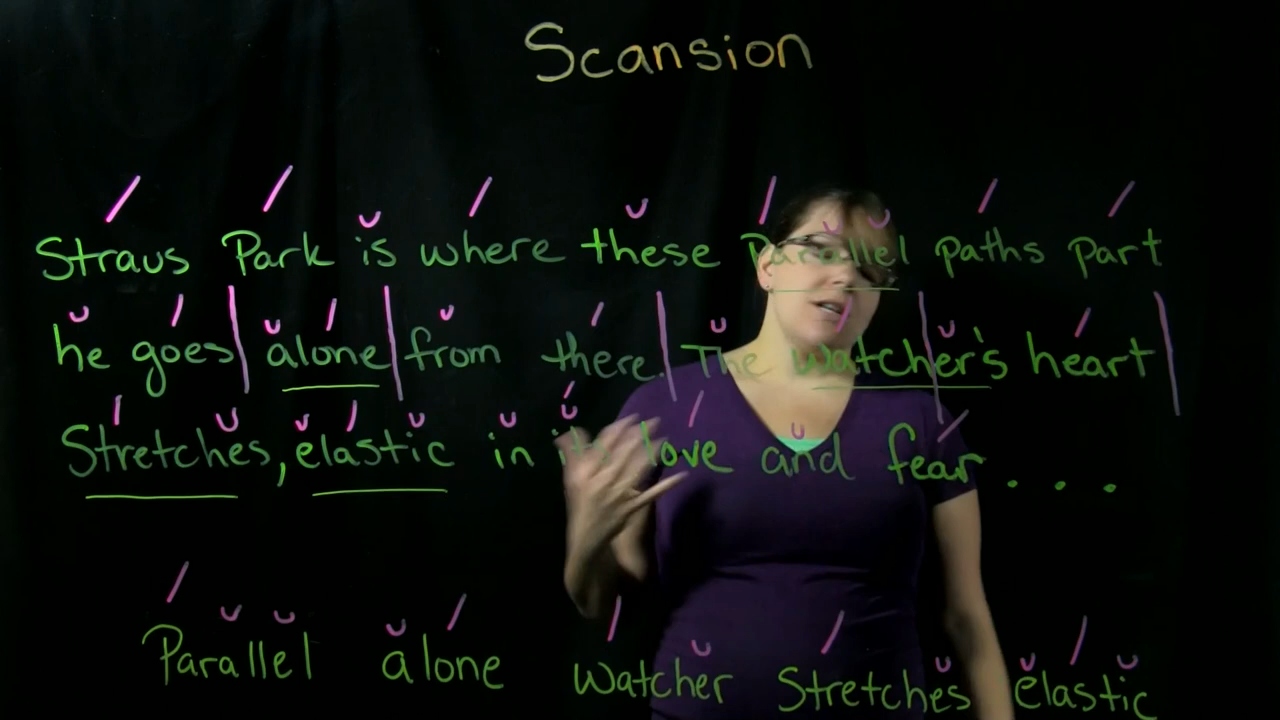 Scansion
Straus Park is where these Parallel paths part
he goes alone from there. The watcher's heart
Stretches, elastic in its love and fear . . .
Parallel alone watcher Stretches elastic